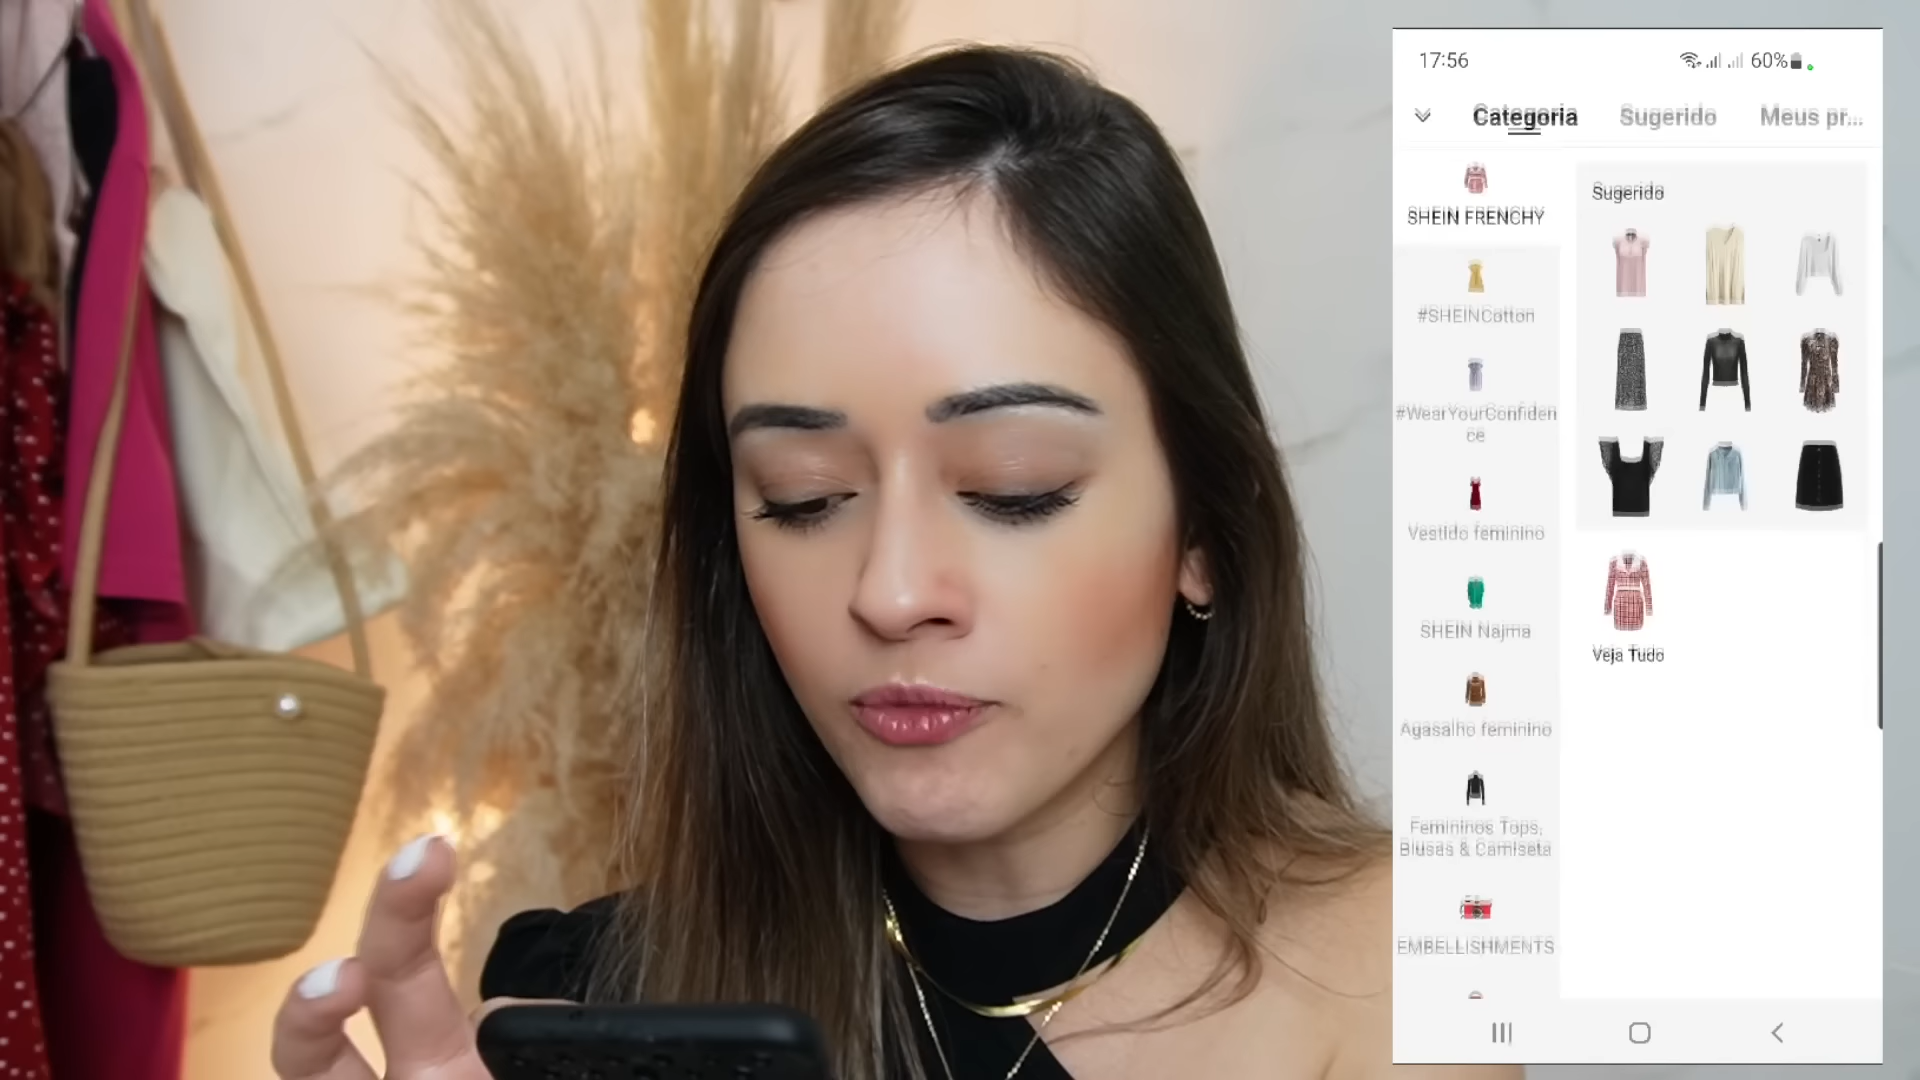 17:56
60%
Categoria
Sugerido
Meus pr...
SHEIN FRENCHY
#SHEINCotton
#WearYourConfiden
ce
Vestido feminino
SHEIN Najma
Agasalho feminino
Femininos Tops,
Blusas & Camiseta
EMBELLISHMENTS
Sugerido
Veja Tudo